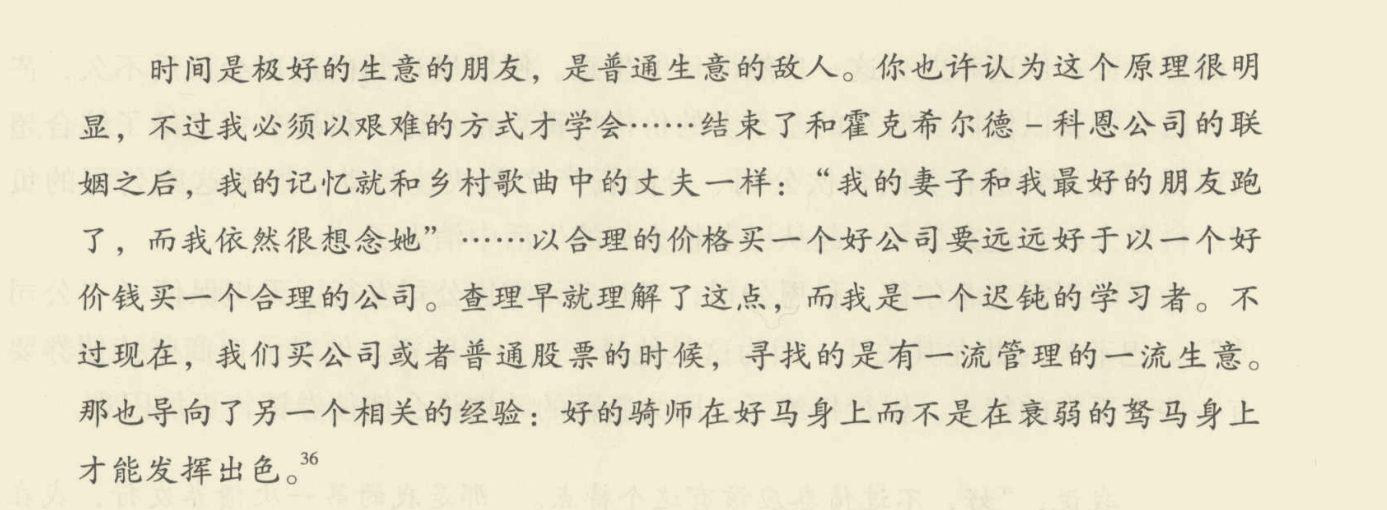 时间是极好的生意的朋友，是普通生意的敌人。你也许认为这个原理很明
显，不过我必须以艰难的方式才学会……结束了和霍克希尔德–科恩公司的联
姻之后，我的记忆就和乡村歌曲中的丈夫一样：“我的妻子和我最好的朋友跑
了，而我依然很想念她”……以合理的价格买一个好公司要远远好于以一个好
价钱买一个合理的公司。查理早就理解了这点，而我是一个迟钝的学习者。不
过现在，我们买公司或者普通股票的时候，寻找的是有一流管理的一流生意。
那也导向了另一个相关的经验：好的骑师在好马身上而不是在衰弱的驽马身上
才能发挥出色。36